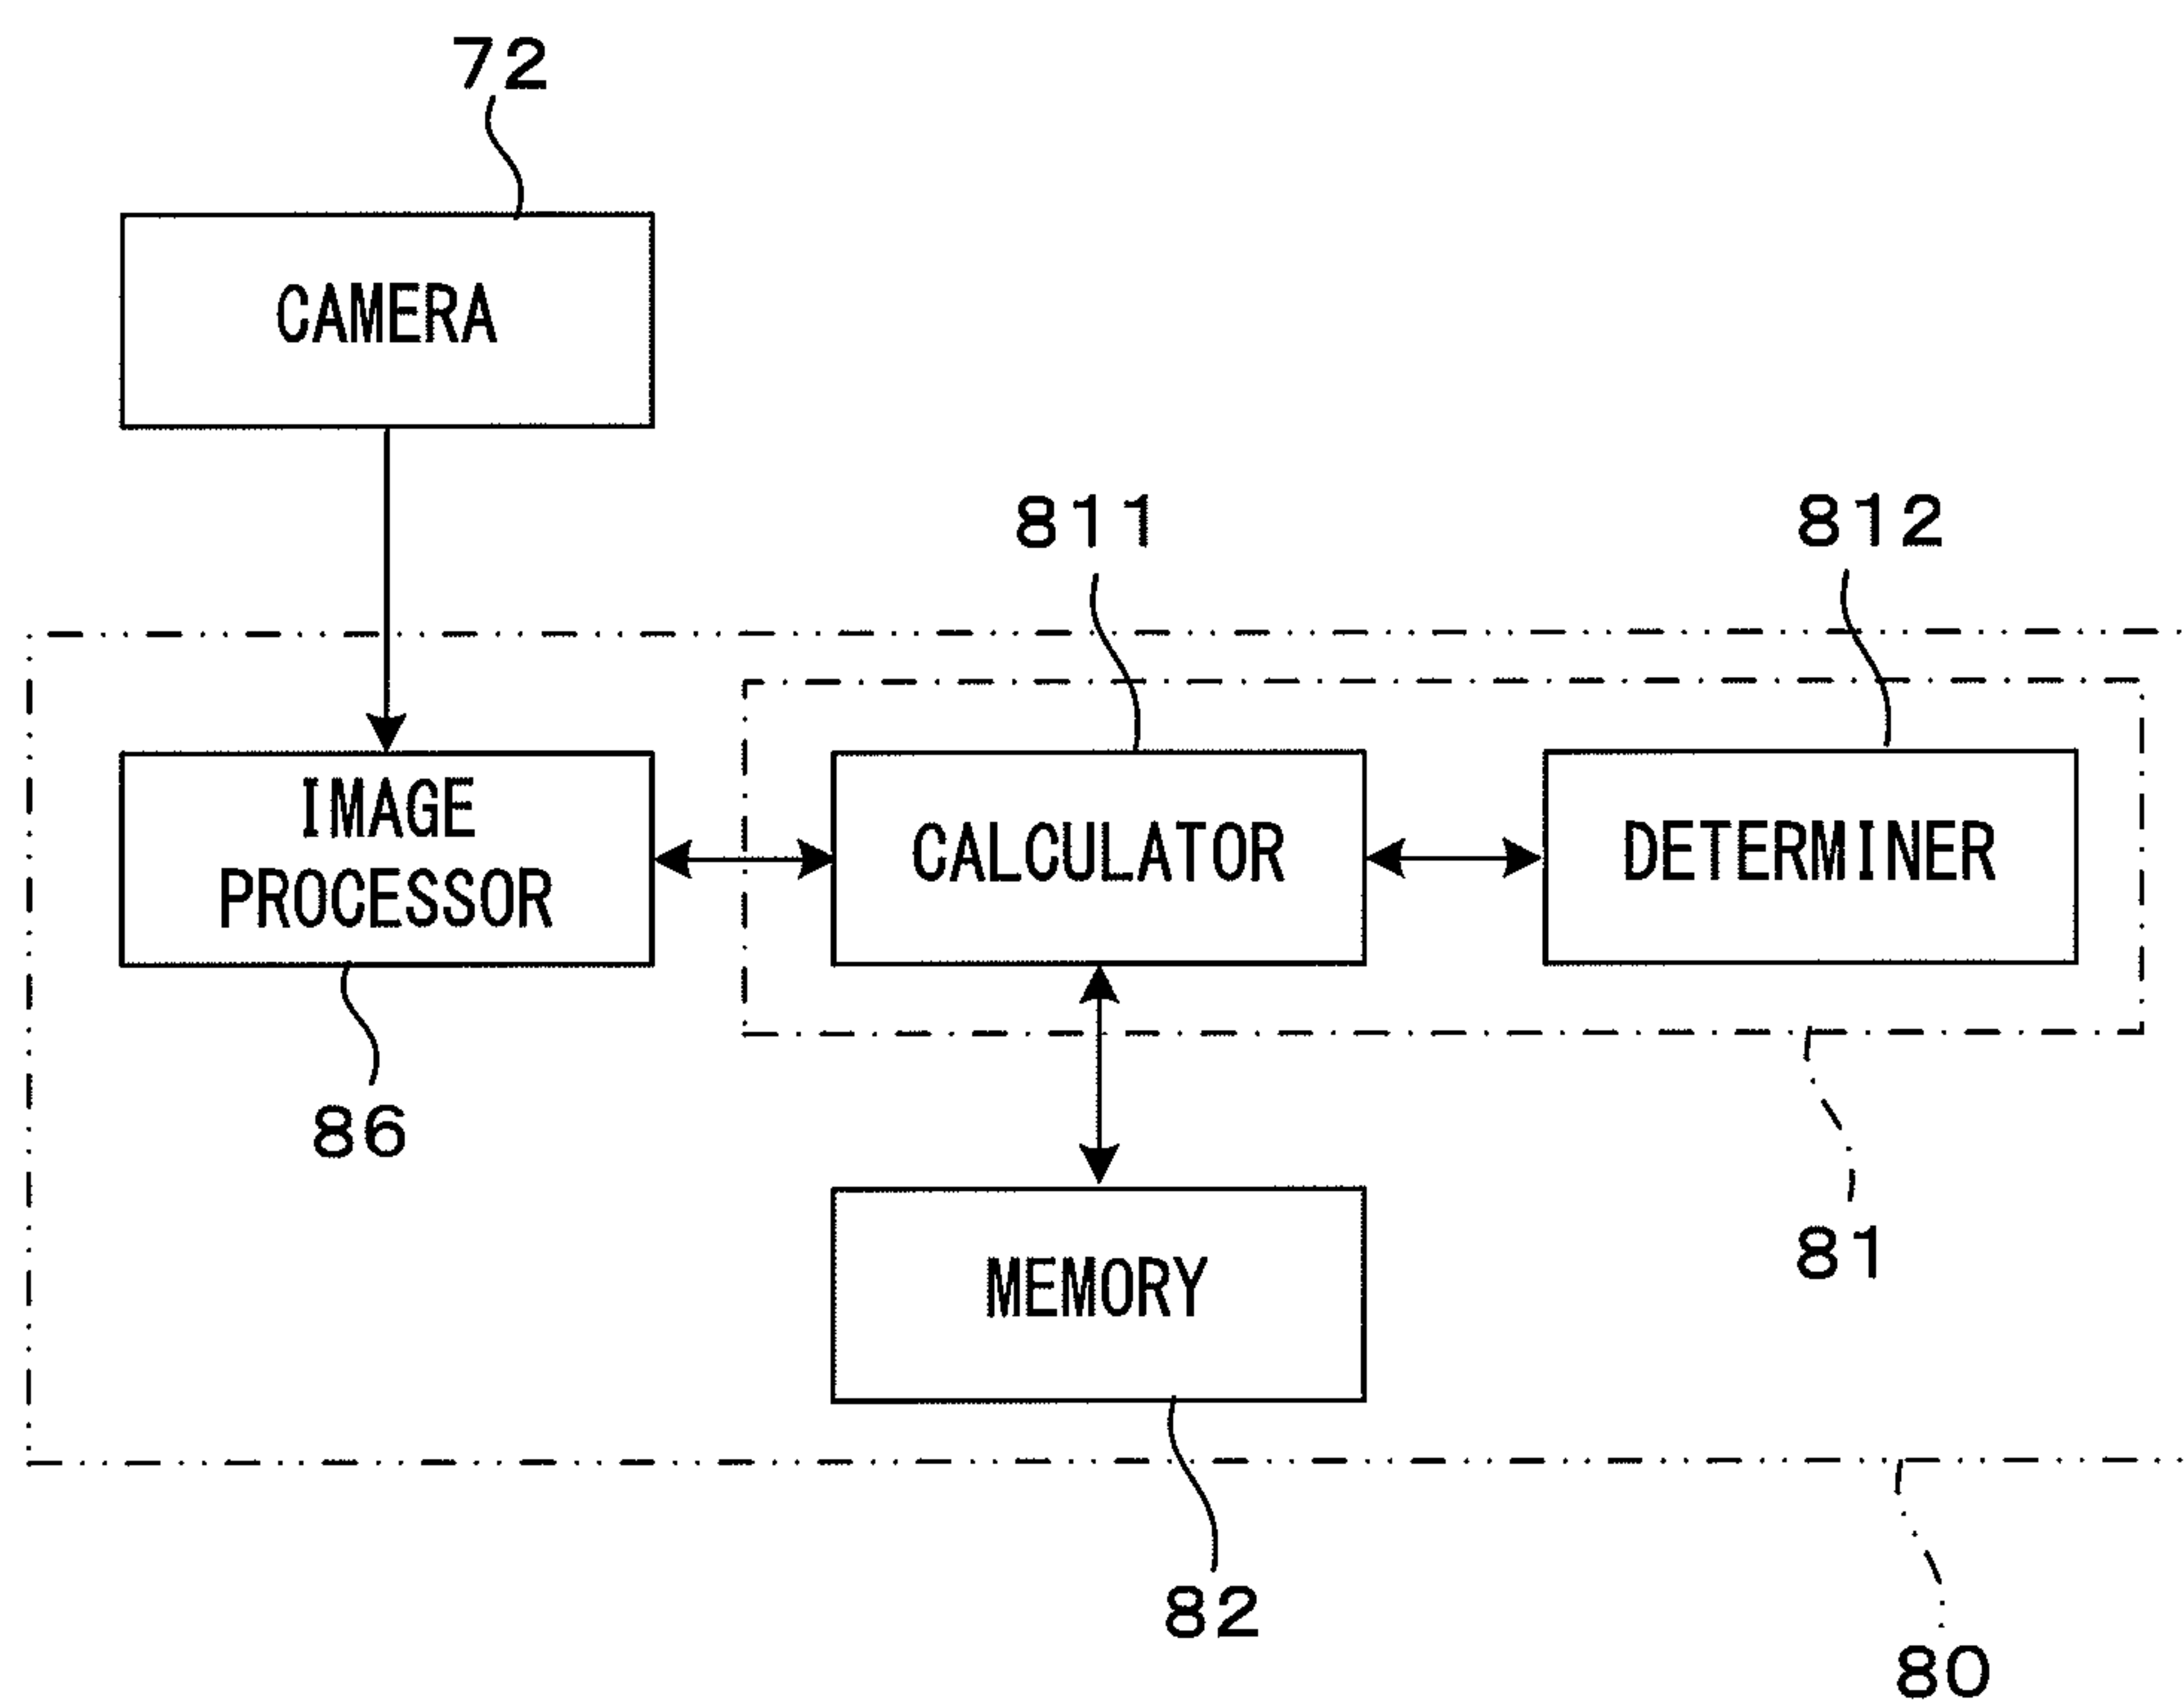 72
CAMERA
811
812
IMAGE
PROCESSOR
CALCULATOR
DETERMINER
86
81
MEMORY
82
80